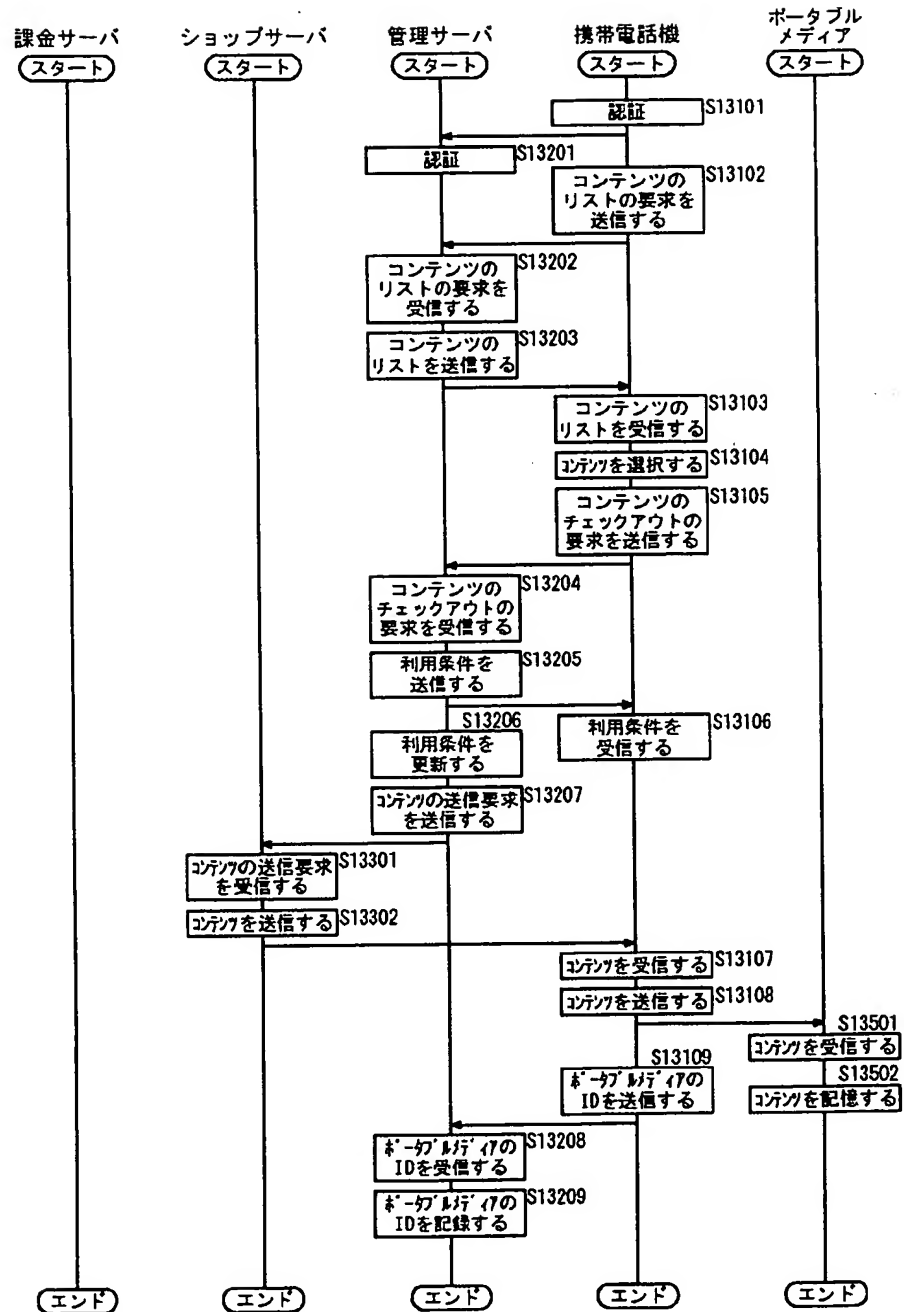 課金サーバ
ショップサーバ
管理サーバ
携帯電話機
ポータブル
メディア
スタート
スタート
スタート
スタート
スタート
認証
S13101
認証
S13201
コンテンツの
リストの要求を
送信する
S13102
コンテンツの
リストの要求を
受信する
S13202
コンテンツの
リストを送信する
S13203
コンテンツの
リストを受信する
S13103
コンテンツを選択する
S13104
コンテンツの
チェックアウトの
要求を送信する
S13105
コンテンツの
チェックアウトの
要求を受信する
S13204
利用条件を
送信する
S13205
利用条件を
受信する
S13106
S13206
利用条件を
更新する
コンテンツの送信要求
を送信する
S13207
コンテンツの送信要求
を受信する
S13301
コンテンツを送信する
S13302
コンテンツを受信する
S13107
コンテンツを送信する
S13108
S13501
コンテンツを受信する
S13502
コンテンツを記憶する
S13109
ポータブルメディアの
IDを送信する
ポータブルメディアの
IDを受信する
S13208
ポータブルメディアの
IDを記録する
S13209
エンド
エンド
エンド
エンド
エンド